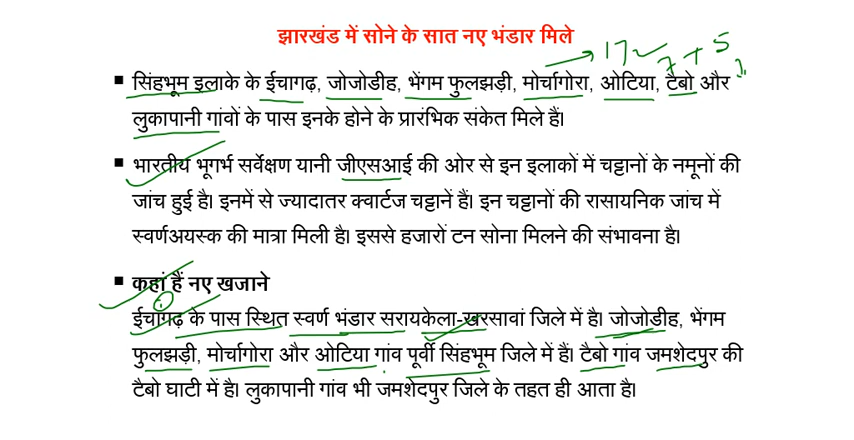 झारखंड में सोने के सात नए भंडार मिले
17
7 + 5
▪ सिंहभूम इलाके के ईचागढ़, जोजोडीह, भेंगम फुलझड़ी, मोर्चागोरा, ओटिया, टैबो और
लुकापानी गांवों के पास इनके होने के प्रारंभिक संकेत मिले हैं।
▪ भारतीय भूगर्भ सर्वेक्षण यानी जीएसआई की ओर से इन इलाकों में चट्टानों के नमूनों की
जांच हुई है। इनमें से ज्यादातर क्वार्टज चट्टानें हैं। इन चट्टानों की रासायनिक जांच में
स्वर्णअयस्क की मात्रा मिली है। इससे हजारों टन सोना मिलने की संभावना है।
▪ कहां हैं नए खजाने
ईचागढ़ के पास स्थित स्वर्ण भंडार सरायकेला-खरसावां जिले में है। जोजोडीह, भेंगम
फुलझड़ी, मोर्चागोरा और ओटिया गांव पूर्वी सिंहभूम जिले में हैं। टैबो गांव जमशेदपुर की
टैबो घाटी में है। लुकापानी गांव भी जमशेदपुर जिले के तहत ही आता है।